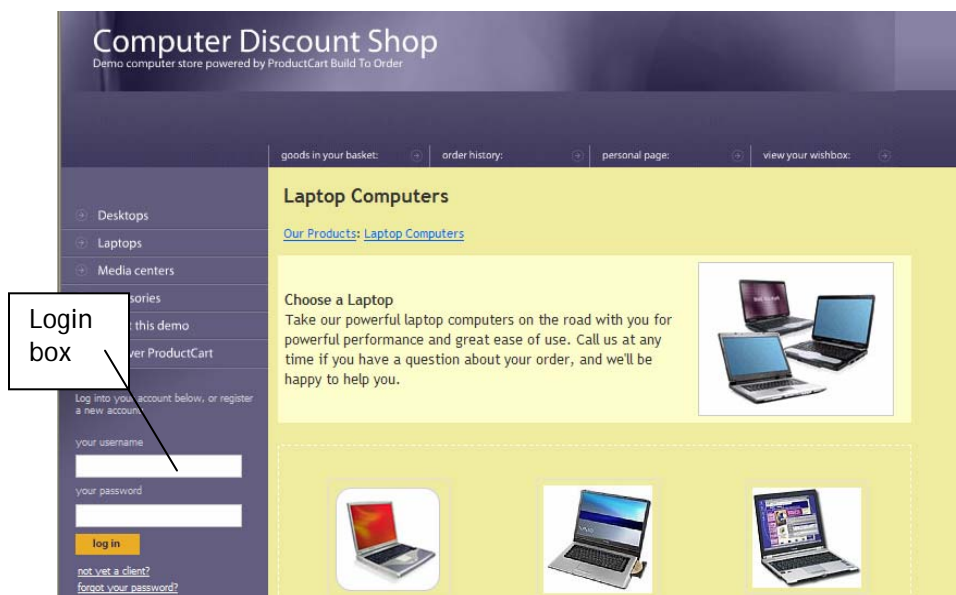 Computer Discount Shop
Demo computer store powered by ProductCart Build To Order
goods in your basket: order history: personal page: view your wishbox:
Desktops
Laptops
Media centers
sories
this demo
ver ProductCart
Login
box
Log into your account below, or register
a new account
your username
your password
log in
not yet a client?
forgot your password?
Laptop Computers
Our Products: Laptop Computers
Choose a Laptop
Take our powerful laptop computers on the road with you for
powerful performance and great ease of use. Call us at any
time if you have a question about your order, and we'll be
happy to help you.